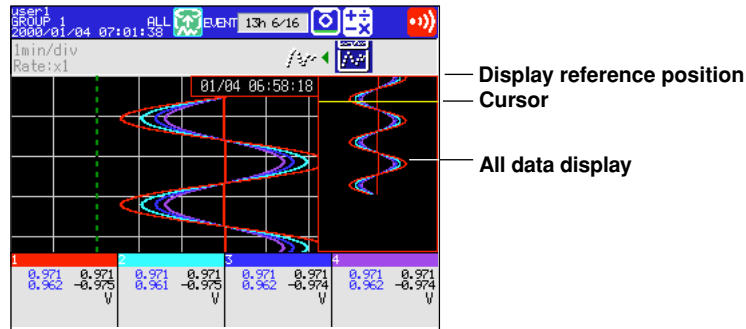 user1
GROUP 1 ALL EVENT 13h 6/16
2000/01/04 07:01:38
1min/div
Rate:x1
01/04 06:58:18
Display reference position
Cursor
All data display
1 2 3 4
0.971 0.971 0.971 0.971 0.971 0.971 0.971 0.971
0.962 -0.975 0.961 -0.975 0.962 -0.974 0.962 -0.974
V V V V